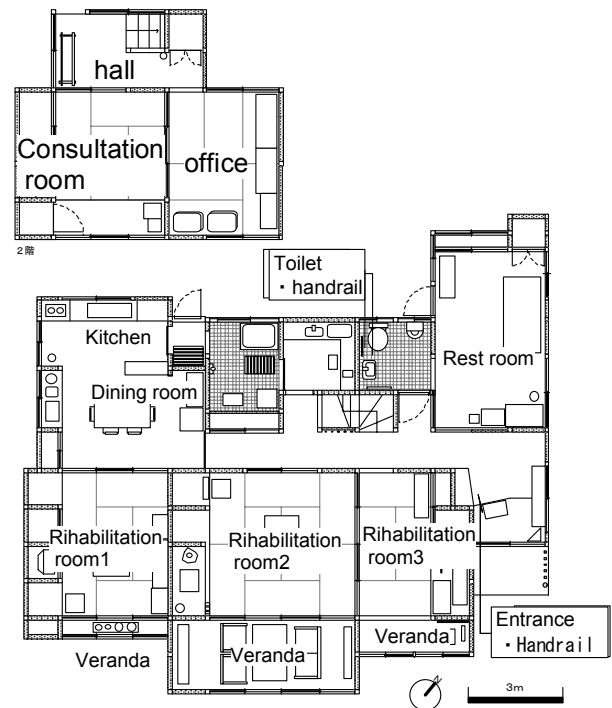 hall
Consultation
room
office
2階
Toilet
・handrail
Kitchen
Rest room
Dining room
Rihabilitation
room1
Rihabilitation
room2
Rihabilitation
room3
Entrance
・Handrail
Veranda
Veranda
Veranda
N
3m